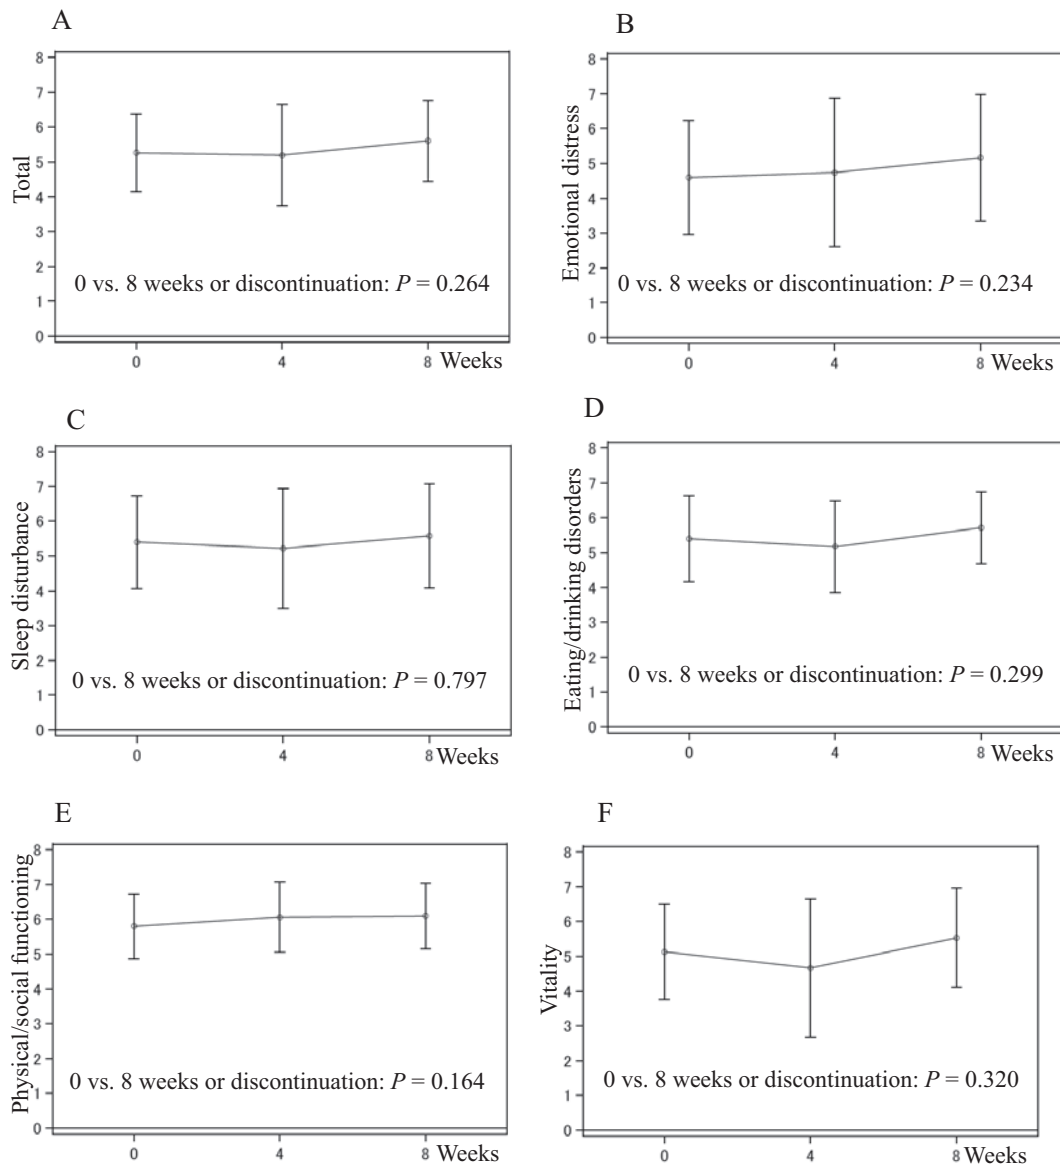 A
8
7
6
5
4
3
2
1
0
Total
0 vs. 8 weeks or discontinuation: P = 0.264
0 4 8 Weeks
B
8
7
6
5
4
3
2
1
0
Emotional distress
0 vs. 8 weeks or discontinuation: P = 0.234
0 4 8 Weeks
C
8
7
6
5
4
3
2
1
0
Sleep disturbance
0 vs. 8 weeks or discontinuation: P = 0.797
0 4 8 Weeks
D
8
7
6
5
4
3
2
1
0
Eating/drinking disorders
0 vs. 8 weeks or discontinuation: P = 0.299
0 4 8 Weeks
E
8
7
6
5
4
3
2
1
0
Physical/social functioning
0 vs. 8 weeks or discontinuation: P = 0.164
0 4 8 Weeks
F
8
7
6
5
4
3
2
1
0
Vitality
0 vs. 8 weeks or discontinuation: P = 0.320
0 4 8 Weeks